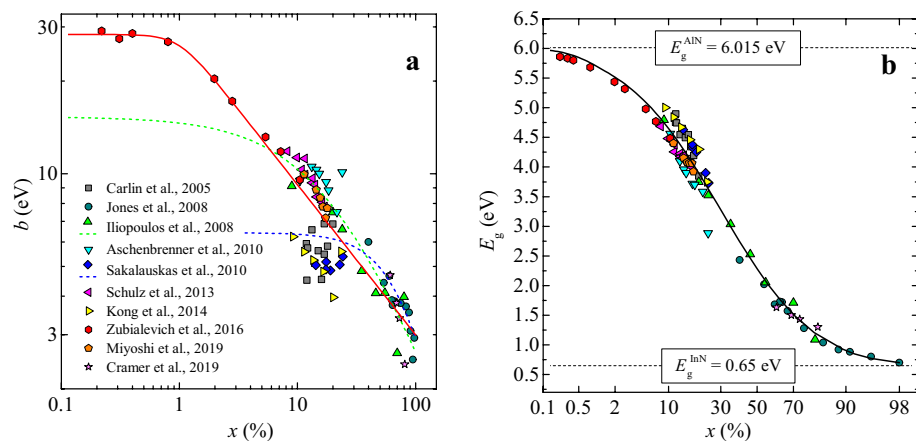 30
10
3
b (eV)
a
Carlin et al., 2005
Jones et al., 2008
Iliopoulos et al., 2008
Aschenbrenner et al., 2010
Sakalauskas et al., 2010
Schulz et al., 2013
Kong et al., 2014
Zubialevich et al., 2016
Miyoshi et al., 2019
Cramer et al., 2019
0.1 1 10 100
x (%)
6.5
6.0
5.5
5.0
4.5
4.0
3.5
3.0
2.5
2.0
1.5
1.0
0.5
E_g (eV)
E_g^AlN = 6.015 eV
b
E_g^InN = 0.65 eV
0.1 0.5 2 10 30 50 70 90 98
x (%)